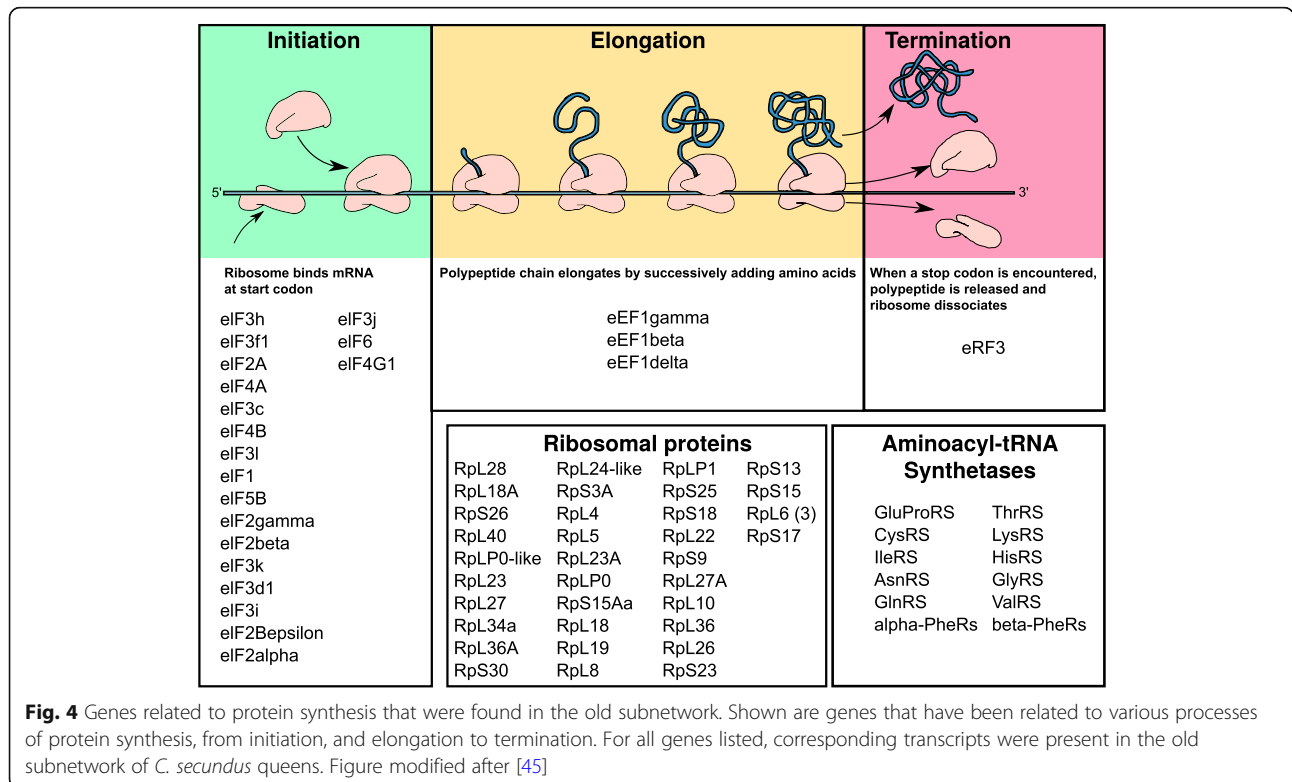 Initiation
Elongation
Termination
5'
3'
Ribosome binds mRNA
at start codon
eIF3h
eIF3f1
eIF2A
eIF4A
eIF3c
eIF4B
eIF3l
eIF1
eIF5B
eIF2gamma
eIF2beta
eIF3k
eIF3d1
eIF3i
eIF2Bepsilon
eIF2alpha
eIF3j
eIF6
eIF4G1
Polypeptide chain elongates by successively adding amino acids
eEF1gamma
eEF1beta
eEF1delta
When a stop codon is encountered,
polypeptide is released and
ribosome dissociates
eRF3
Ribosomal proteins
RpL28 RpL24-like RpLP1 RpS13
RpL18A RpS3A RpS25 RpS15
RpS26 RpL4 RpS18 RpL6 (3)
RpL40 RpL5 RpL22 RpS17
RpLP0-like RpL23A RpS9
RpL23 RpLP0 RpL27A
RpL27 RpS15Aa RpL10
RpL34a RpL18 RpL36
RpL36A RpL19 RpL26
RpS30 RpL8 RpS23
Aminoacyl-tRNA
Synthetases
GluProRS ThrRS
CysRS LysRS
IleRS HisRS
AsnRS GlyRS
GlnRS ValRS
alpha-PheRs beta-PheRs
Fig. 4 Genes related to protein synthesis that were found in the old subnetwork. Shown are genes that have been related to various processes
of protein synthesis, from initiation, and elongation to termination. For all genes listed, corresponding transcripts were present in the old
subnetwork of C. secundus queens. Figure modified after [45]